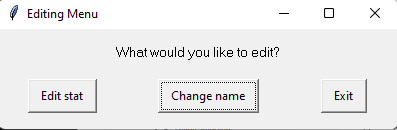 Editing Menu
What would you like to edit?
Edit stat Change name Exit